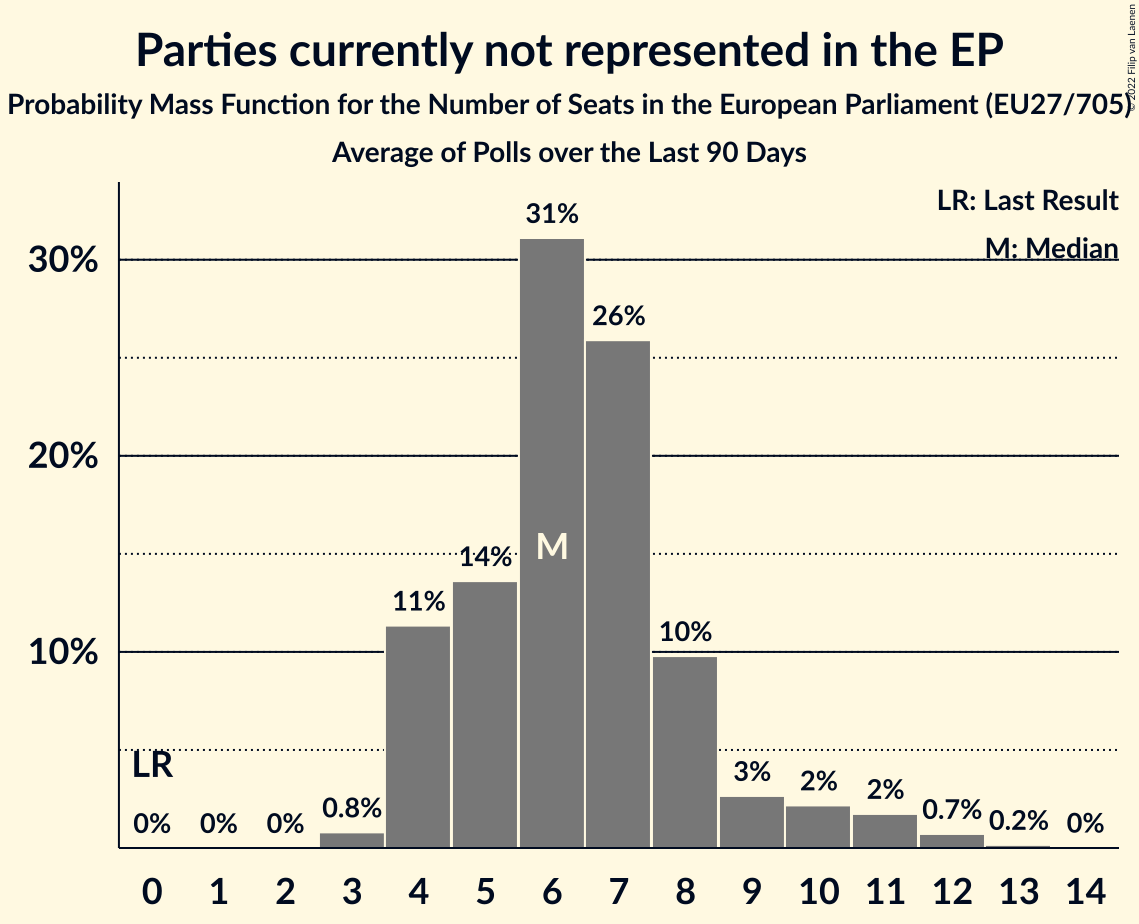 Parties currently not represented in the EP
Probability Mass Function for the Number of Seats in the European Parliament (EU27/705)
Average of Polls over the Last 90 Days
© 2022 Filip van Laenen
LR: Last Result
M: Median
30%
20%
10%
31%
26%
14%
11%
10%
M
LR
0%
0%
0%
0.8%
3%
2%
2%
0.7%
0.2%
0%
0 1 2 3 4 5 6 7 8 9 10 11 12 13 14